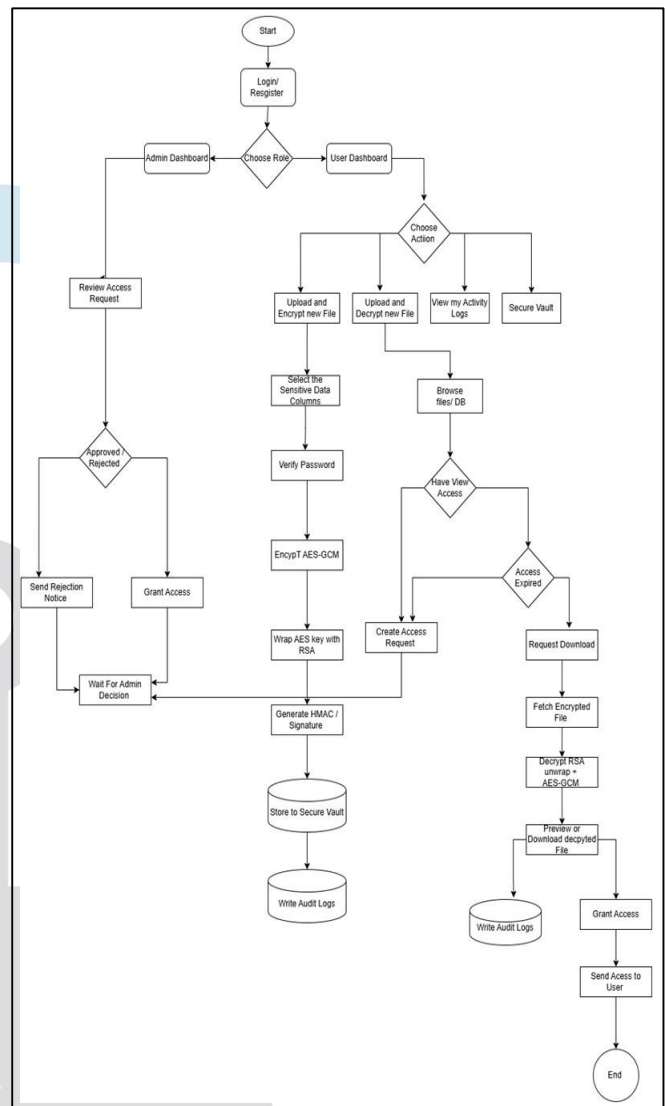 Start
Login/
Resgister
Admin Dashboard
Choose Role
User Dashboard
Choose
Actiion
Review Access
Request
Upload and
Encrypt new File
Upload and
Decrypt new File
View my Activity
Logs
Secure Vault
Select the
Sensitive Data
Columns
Browse
files/ DB
Approved /
Rejected
Verify Password
Have View
Access
EncypT AES-GCM
Access
Expired
Send Rejection
Notice
Grant Access
Wrap AES key with
RSA
Create Access
Request
Request Download
Wait For Admin
Decision
Generate HMAC /
Signature
Fetch Encrypted
File
Decrypt RSA
unwrap +
AES-GCM
Store to Secure Vault
Preview or
Download decpyted
File
Write Audit Logs
Write Audit Logs
Grant Access
Send Acess to
User
End